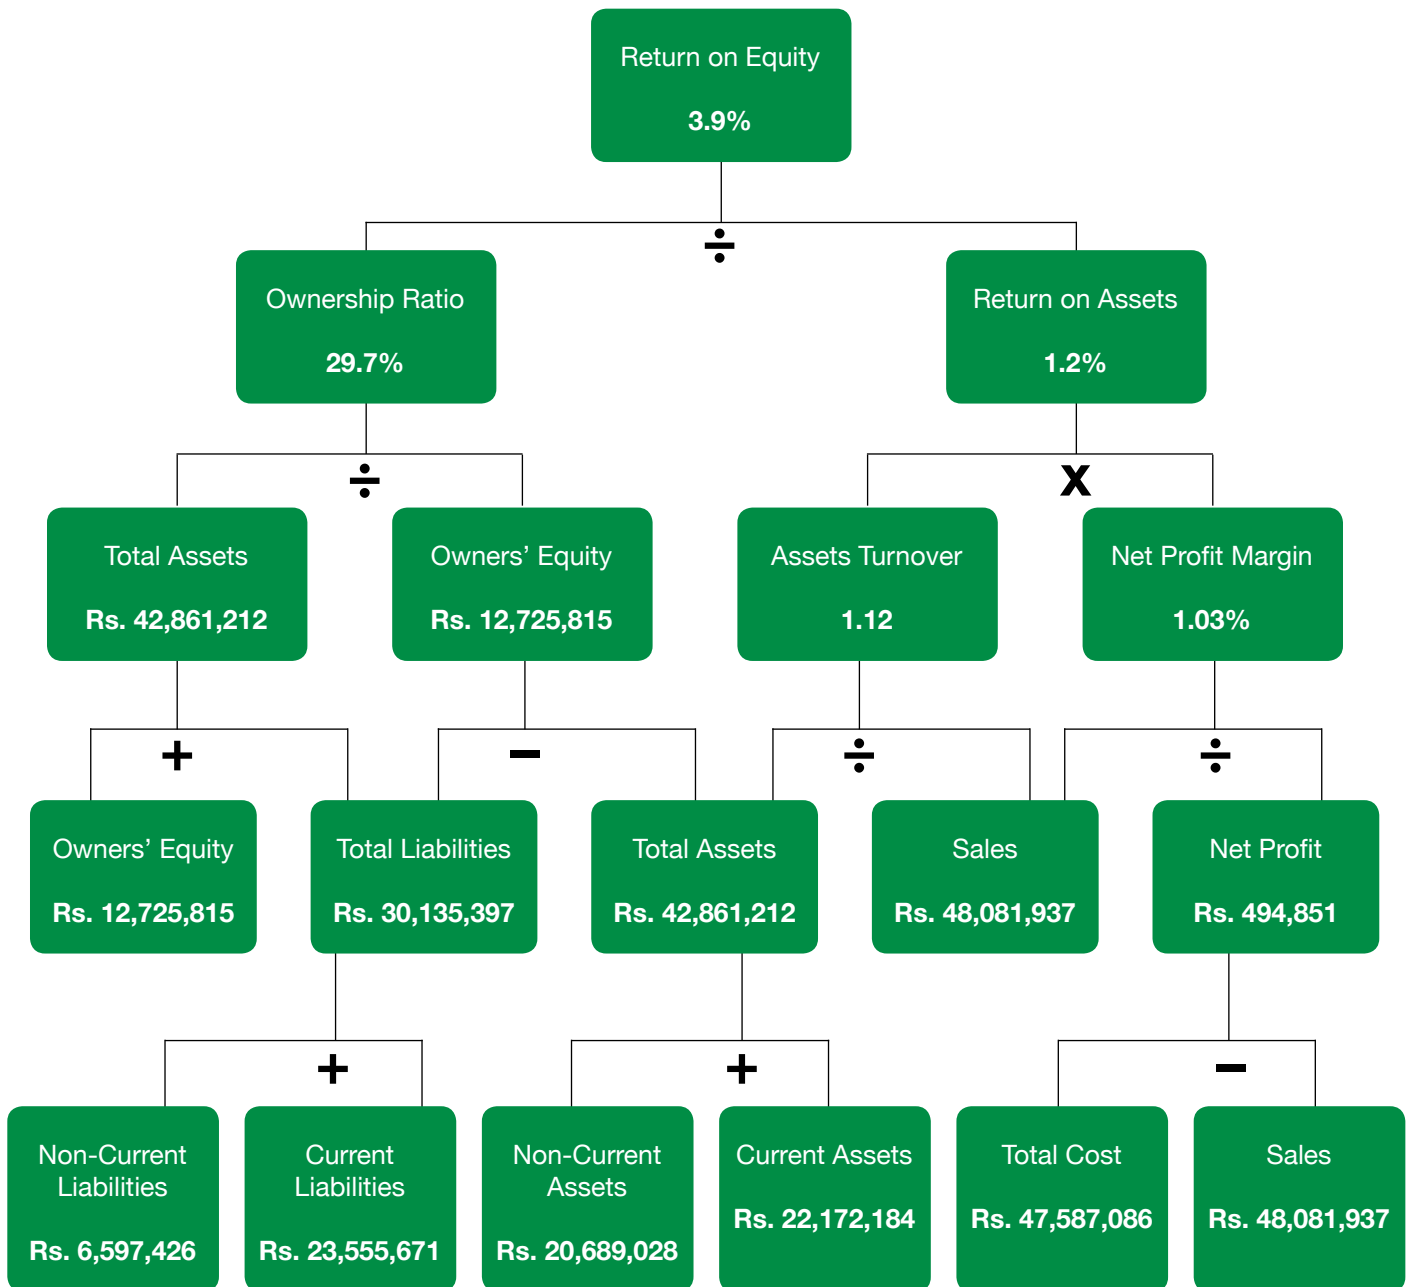 Return on Equity
3.9%
÷
Ownership Ratio
29.7%
Return on Assets
1.2%
÷
x
Total Assets
Rs. 42,861,212
Owners’ Equity
Rs. 12,725,815
Assets Turnover
1.12
Net Profit Margin
1.03%
+
−
÷
÷
Owners’ Equity
Rs. 12,725,815
Total Liabilities
Rs. 30,135,397
Total Assets
Rs. 42,861,212
Sales
Rs. 48,081,937
Net Profit
Rs. 494,851
+
+
−
Non-Current
Liabilities
Rs. 6,597,426
Current
Liabilities
Rs. 23,555,671
Non-Current
Assets
Rs. 20,689,028
Current Assets
Rs. 22,172,184
Total Cost
Rs. 47,587,086
Sales
Rs. 48,081,937